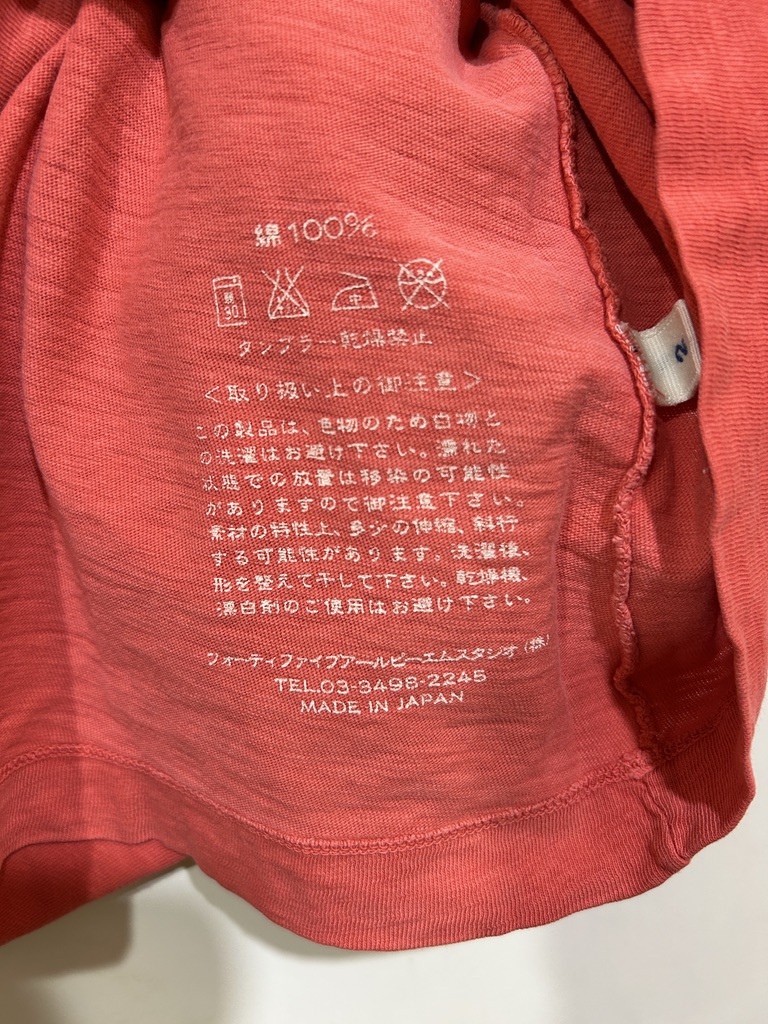 綿100%
弱
30
中
タンブラー乾燥禁止
<取り扱い上の御注意>
この製品は、色物のため白物と
の洗濯はお避け下さい。濡れた
状態での放置は移染の可能性
がありますので御注意下さい。
素材の特性上、多少の伸縮、斜行
する可能性があります。洗濯後、
形を整えて干して下さい。乾燥機、
漂白剤のご使用はお避け下さい。
フォーティファイブアールピーエムスタジオ(株)
TEL.03-3498-2245
MADE IN JAPAN
2